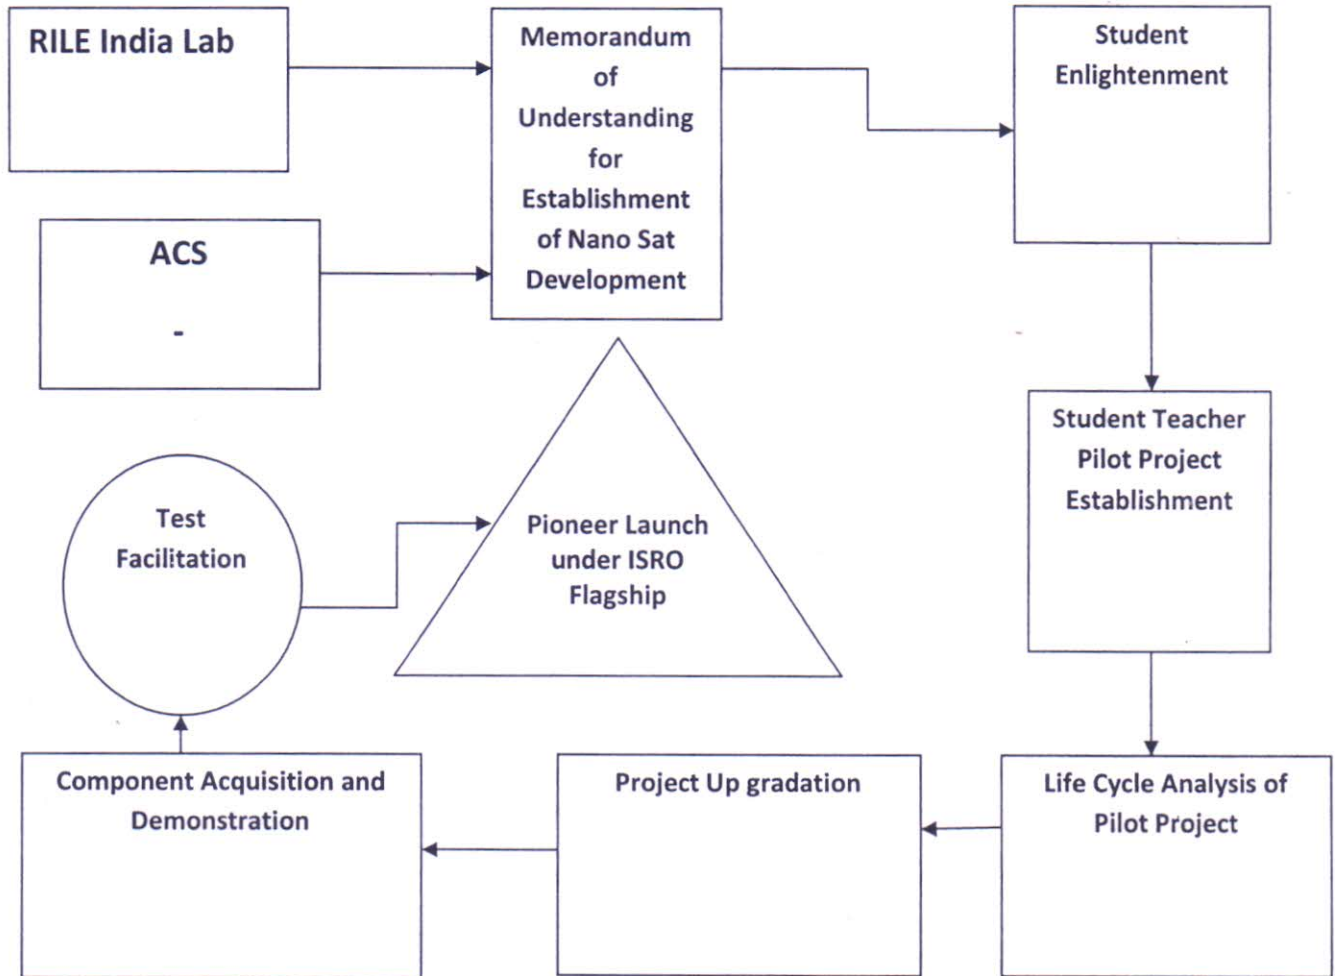 RILE India Lab
Memorandum
of
Understanding
for
Establishment
of Nano Sat
Development
Student
Enlightenment
ACS
-
Student Teacher
Pilot Project
Establishment
Test
Facilitation
Pioneer Launch
under ISRO
Flagship
Component Acquisition and
Demonstration
Project Up gradation
Life Cycle Analysis of
Pilot Project